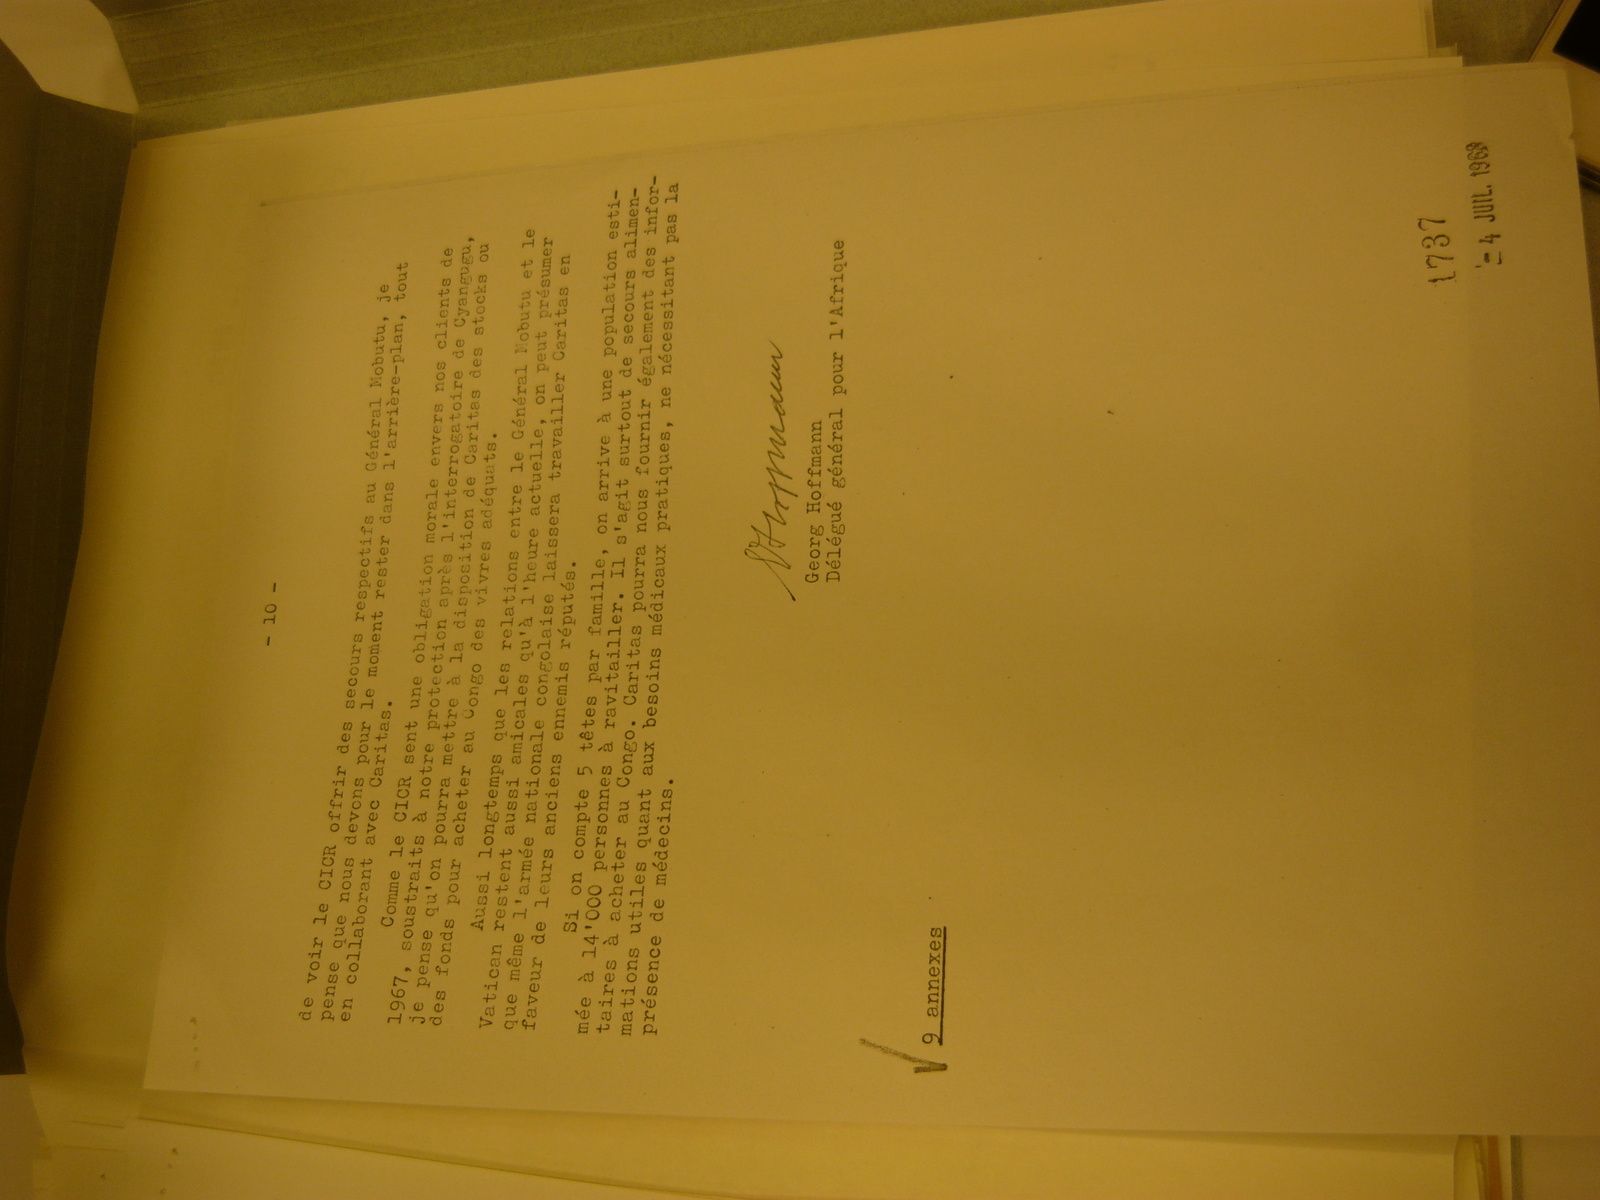 - 10 -
de voir le CICR offrir des secours respectifs au Général Mobutu, je
pense que nous devons pour le moment rester dans l'arrière-plan, tout
en collaborant avec Caritas.
Comme le CICR sent une obligation morale envers nos clients de
1967, soustraits à notre protection après l'interrogatoire de Cyangugu,
je pense qu'on pourra mettre à la disposition de Caritas des stocks ou
des fonds pour acheter au Congo des vivres adéquats.
Aussi longtemps que les relations entre le Général Mobutu et le
Vatican restent aussi amicales qu'à l'heure actuelle, on peut présumer
que même l'armée nationale congolaise laissera travailler Caritas en
faveur de leurs anciens ennemis réputés.
Si on compte 5 têtes par famille, on arrive à une population esti-
mée à 14'000 personnes à ravitailler. Il s'agit surtout de secours alimen-
taires à acheter au Congo. Caritas pourra nous fournir également des infor-
mations utiles quant aux besoins médicaux pratiques, ne nécessitant pas la
présence de médecins.
Georg Hoffmann
Délégué général pour l'Afrique
9 annexes
1737
- 4 JUIL. 1968